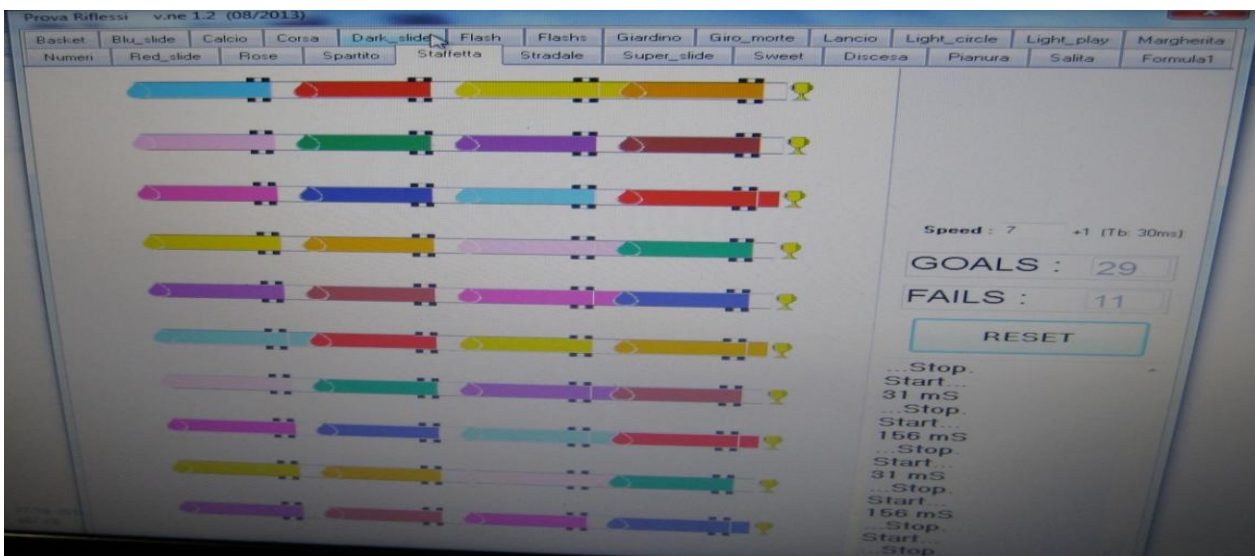 Prova Riflessi v.ne 1.2 (08/2013)
Basket Blu_slide Calcio Corsa Dark_slide Flash Flashs Giardino Giro_morte Lancio Light_circle Light_play Margherita
Numeri Red_slide Rose Spartito Staffetta Stradale Super_slide Sweet Discesa Pianura Salita Formula1
Speed : 7 +1 (Tb: 30ms)
GOALS : 29
FAILS : 11
RESET
...Stop.
Start...
31 mS
...Stop.
Start...
156 mS
...Stop.
Start...
31 mS
...Stop.
Start...
156 mS
...Stop.
Start...
...Stop.